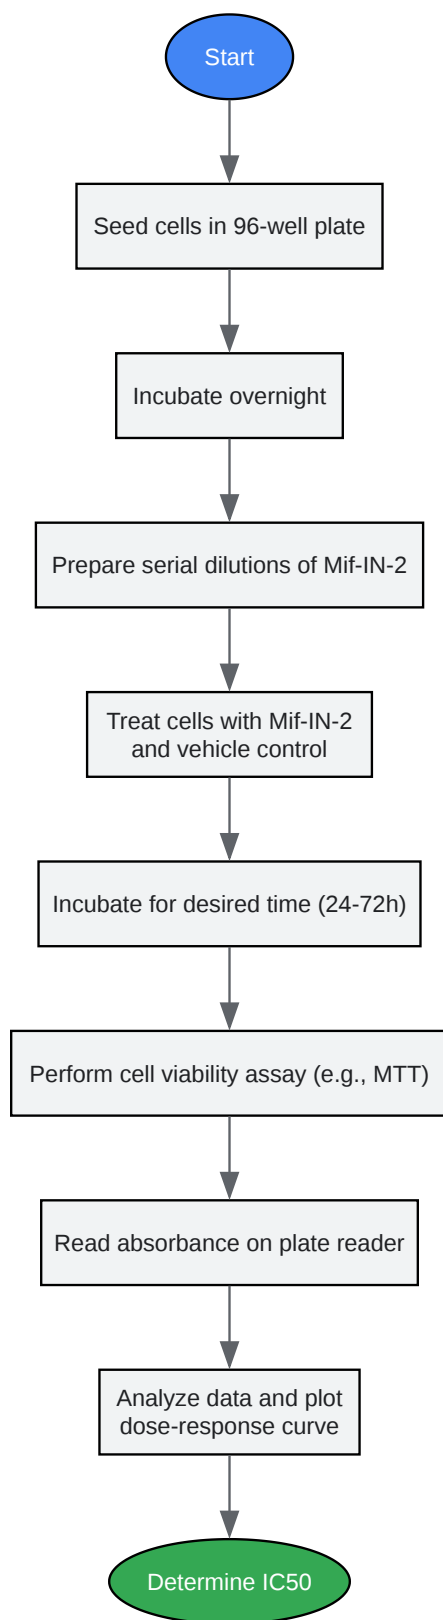 Start
Seed cells in 96-well plate
Incubate overnight
Prepare serial dilutions of Mif-IN-2
Treat cells with Mif-IN-2
and vehicle control
Incubate for desired time (24-72h)
Perform cell viability assay (e.g., MTT)
Read absorbance on plate reader
Analyze data and plot
dose-response curve
Determine IC50